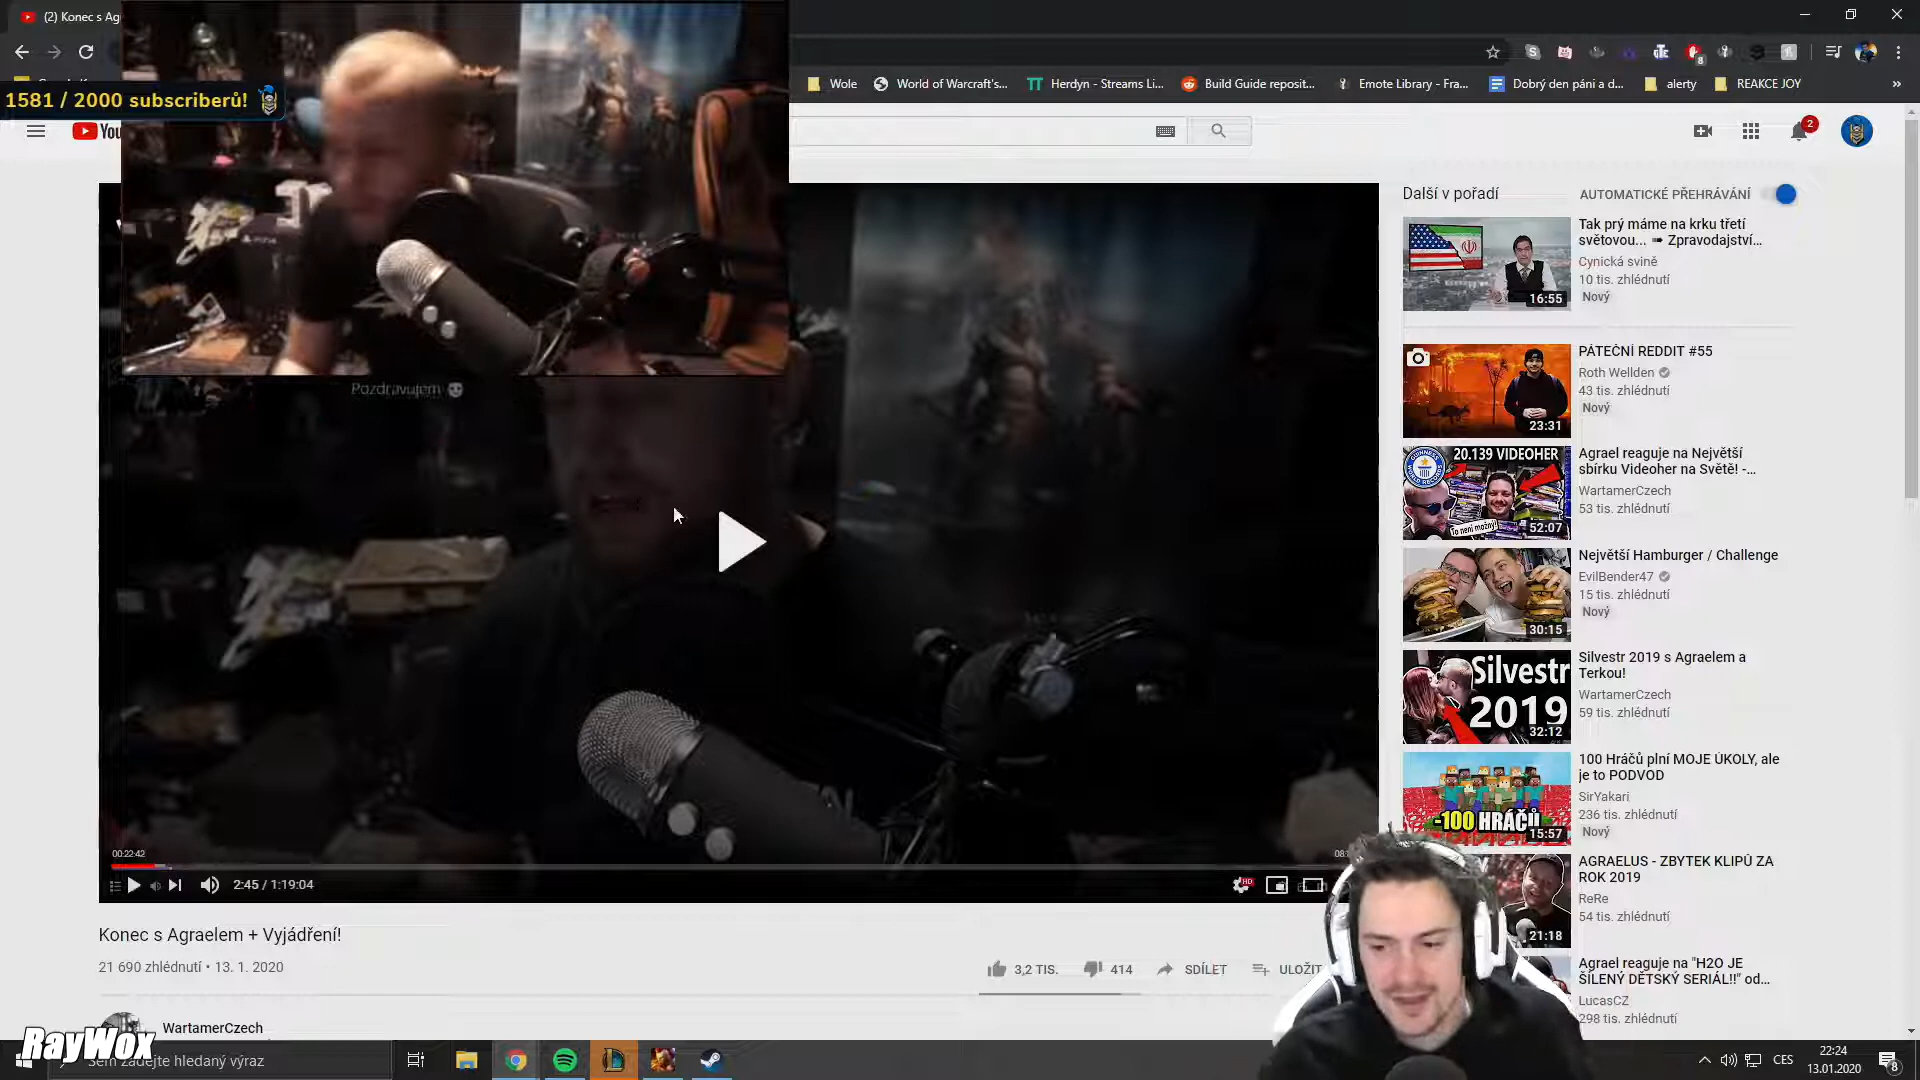 (2) Konec s Ag
1581 / 2000 subscriberů!
Wole
World of Warcraft's...
Herdyn - Streams Li...
Build Guide reposit...
Emote Library - Fra...
Dobrý den páni a d...
alerty
REAKCE JOY
»
You
2
8
Pozdravujem
Další v pořadí
AUTOMATICKÉ PŘEHRÁVÁNÍ
Tak prý máme na krku třetí
světovou... ➠ Zpravodajství...
Cynická svině
10 tis. zhlédnutí
Nový
16:55
PÁTEČNÍ REDDIT #55
Roth Wellden
43 tis. zhlédnutí
Nový
23:31
Agrael reaguje na Největší
sbírku Videoher na Světě! -...
WartamerCzech
53 tis. zhlédnutí
20.139 VIDEOHER
To není možný!
52:07
Největší Hamburger / Challenge
EvilBender47
15 tis. zhlédnutí
Nový
30:15
Silvestr 2019 s Agraelem a
Terkou!
WartamerCzech
59 tis. zhlédnutí
Silvestr
2019
32:12
100 Hráčů plní MOJE ÚKOLY, ale
je to PODVOD
SirYakari
236 tis. zhlédnutí
Nový
-100 HRÁČŮ
15:57
AGRAELUS - ZBYTEK KLIPŮ ZA
ROK 2019
ReRe
54 tis. zhlédnutí
21:18
Agrael reaguje na "H2O JE
ŠÍLENÝ DĚTSKÝ SERIÁL!!" od...
LucasCZ
298 tis. zhlédnutí
00:22:42
2:45 / 1:19:04
HD
Konec s Agraelem + Vyjádření!
21 690 zhlédnutí • 13. 1. 2020
3,2 TIS.
414
SDÍLET
ULOŽIT
WartamerCzech
RayWox
Sem zadejte hledaný výraz
CES
22:24
13.01.2020
8